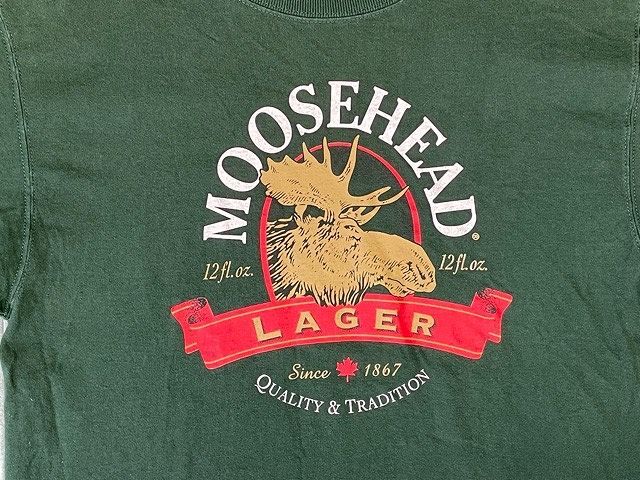 MOOSEHEAD®
12 fl. oz. 12 fl. oz.
LAGER
Since 1867
QUALITY & TRADITION